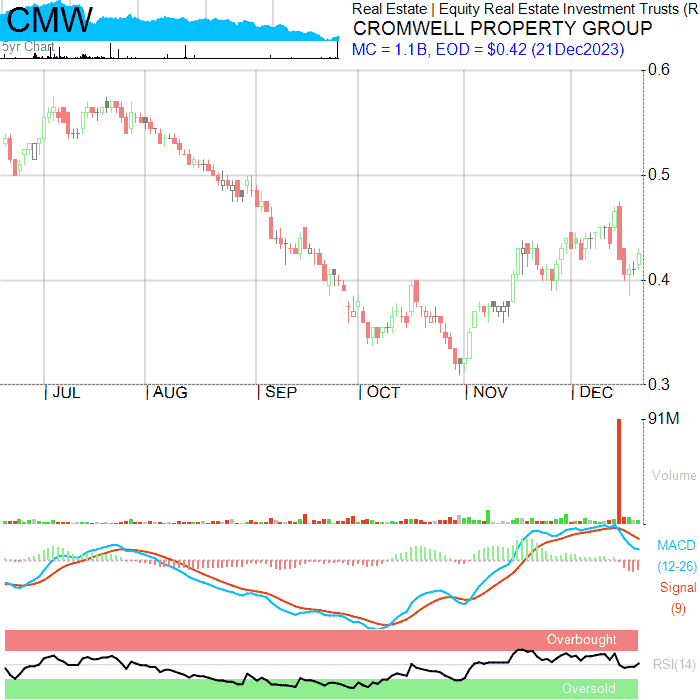 CMW
5yr Chart
Real Estate | Equity Real Estate Investment Trusts (R
CROMWELL PROPERTY GROUP
MC = 1.1B, EOD = $0.42 (21Dec2023)
0.6
0.5
0.4
0.3
JUL AUG SEP OCT NOV DEC
91M
Volume
MACD
(12-26)
Signal
(9)
Overbought
RSI(14)
Oversold